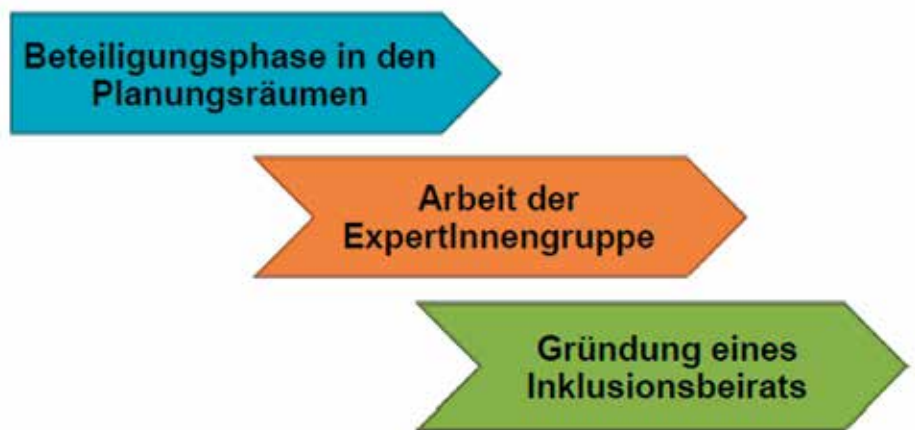 Beteiligungsphase in den
Planungsräumen
Arbeit der
ExpertInnengruppe
Gründung eines
Inklusionsbeirats